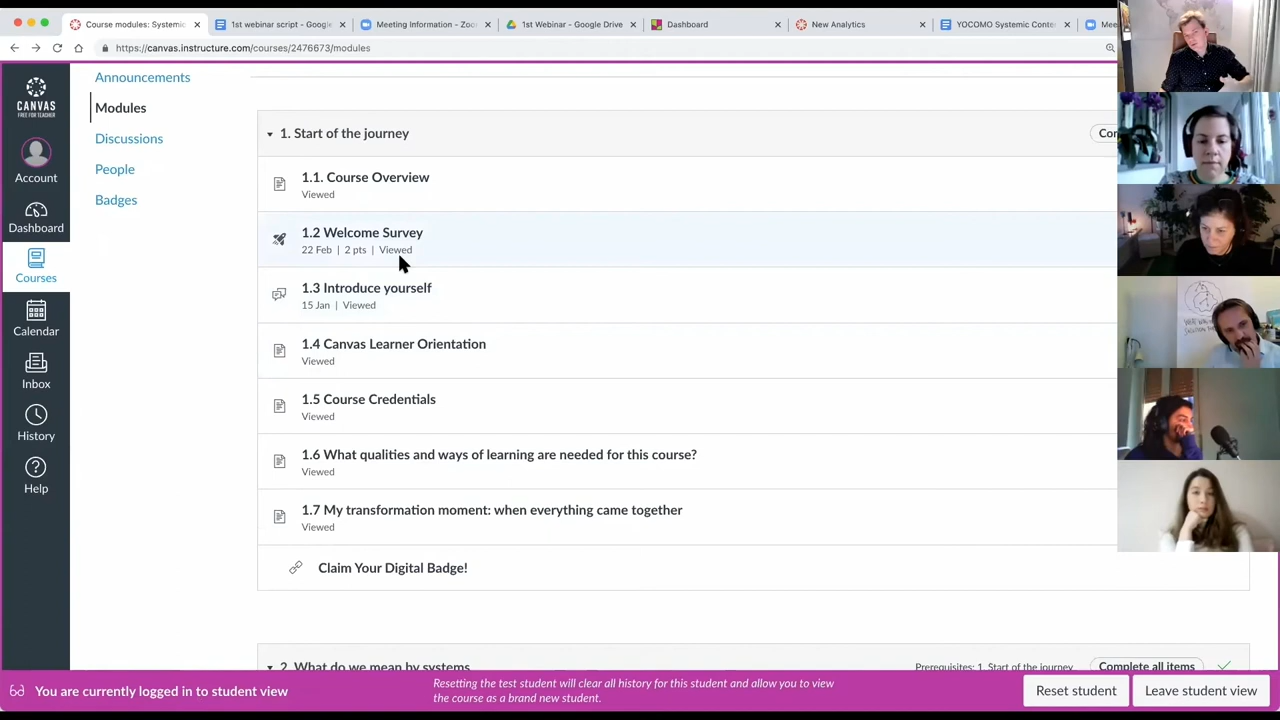 Course modules: Systemic
1st webinar script - Google
Meeting Information - Zoo
1st Webinar - Google Drive
Dashboard
New Analytics
YOCOMO Systemic Conte
Mee
https://canvas.instructure.com/courses/2476673/modules
CANVAS
FREE FOR TEACHER
Account
Dashboard
Courses
Calendar
Inbox
History
Help
Announcements
Modules
Discussions
People
Badges
1. Start of the journey
Com
1.1. Course Overview
Viewed
1.2 Welcome Survey
22 Feb | 2 pts | Viewed
1.3 Introduce yourself
15 Jan | Viewed
1.4 Canvas Learner Orientation
Viewed
1.5 Course Credentials
Viewed
1.6 What qualities and ways of learning are needed for this course?
Viewed
1.7 My transformation moment: when everything came together
Viewed
Claim Your Digital Badge!
2. What do we mean by systems
Prerequisites: 1. Start of the journey
Complete all items
You are currently logged in to student view
Resetting the test student will clear all history for this student and allow you to view
the course as a brand new student.
Reset student
Leave student view